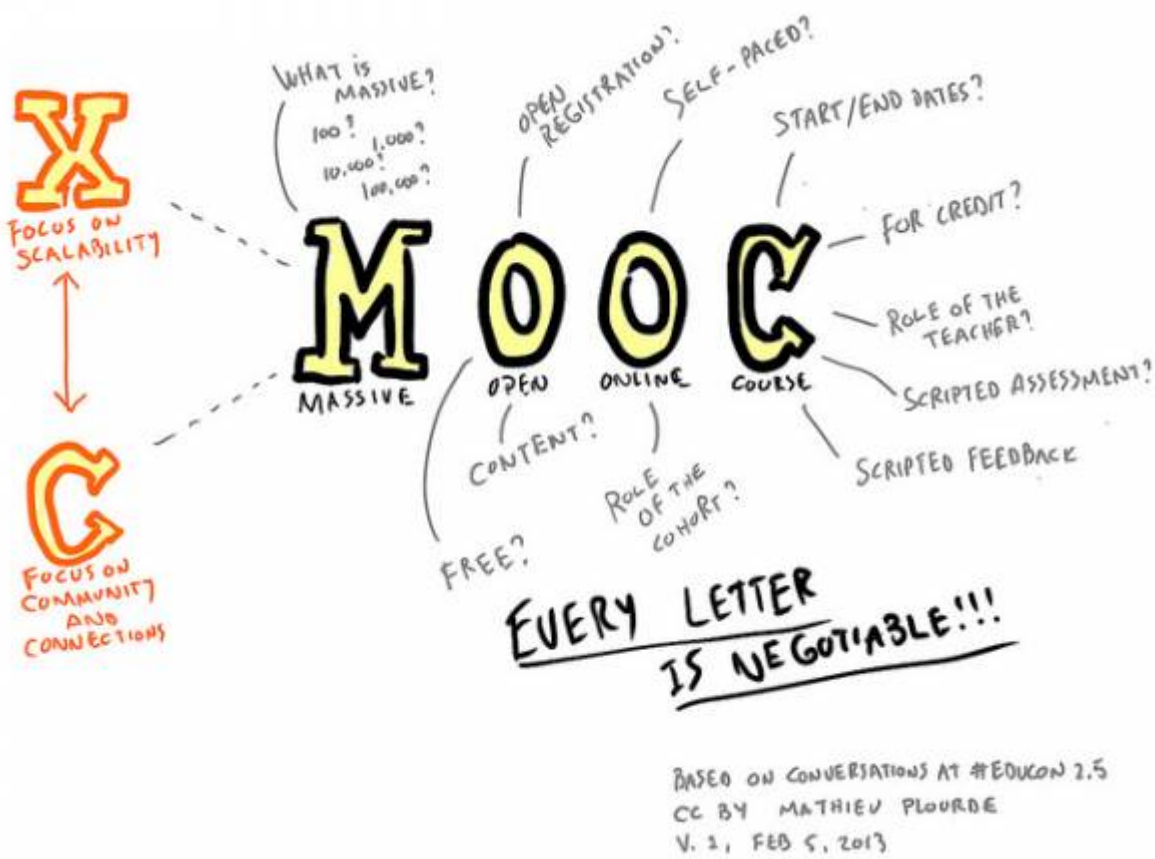 X
FOCUS ON
SCALABILITY
C
FOCUS ON
COMMUNITY
AND
CONNECTIONS
WHAT is
MASSIVE?
100?
1,000?
10,000?
100,000?
OPEN
REGISTRATION?
SELF-PACED?
START/END DATES?
FOR CREDIT?
ROLE OF THE
TEACHER?
SCRIPTED ASSESSMENT?
SCRIPTED FEEDBACK
MOOC
MASSIVE
OPEN
ONLINE
COURSE
CONTENT?
FREE?
ROLE
OF THE
COHORT?
EVERY LETTER
IS NEGOTIABLE!!!
BASED ON CONVERSATIONS AT #EDUCON 2.5
CC BY MATHIEU PLOURDE
V. 1, FEB 5, 2013